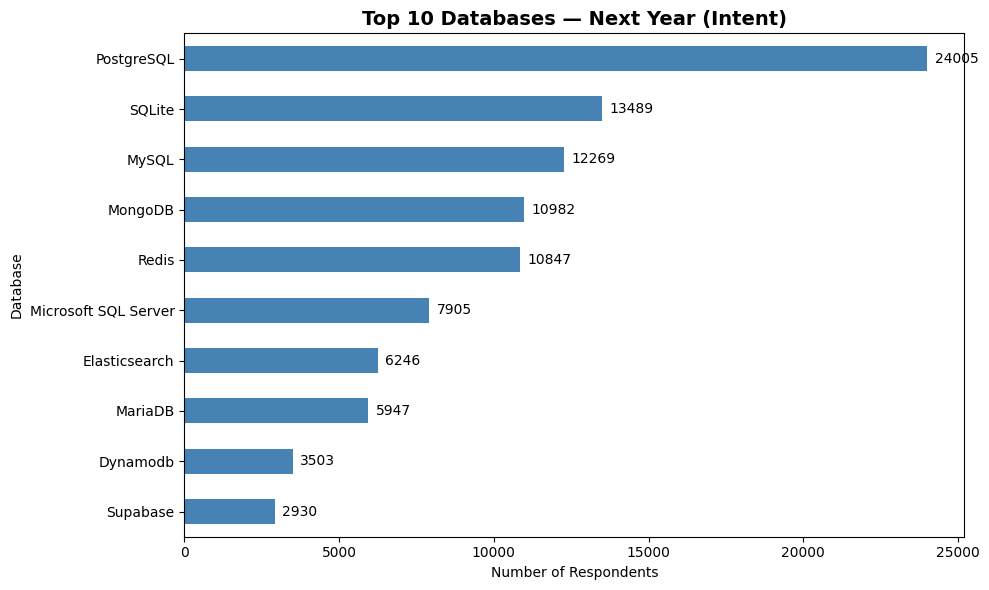 Top 10 Databases — Next Year (Intent)
PostgreSQL 24005
SQLite 13489
MySQL 12269
MongoDB 10982
Redis 10847
Microsoft SQL Server 7905
Elasticsearch 6246
MariaDB 5947
Dynamodb 3503
Supabase 2930
Database
0 5000 10000 15000 20000 25000
Number of Respondents